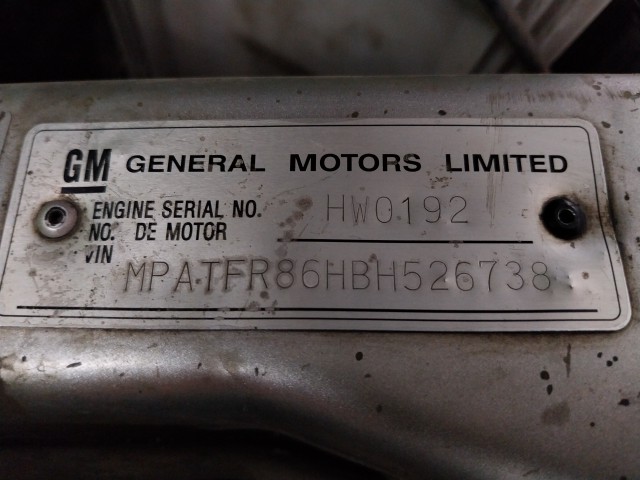 GM GENERAL MOTORS LIMITED
ENGINE SERIAL NO. HW0192
NO. DE MOTOR
VIN
MPATFR86HBH526738